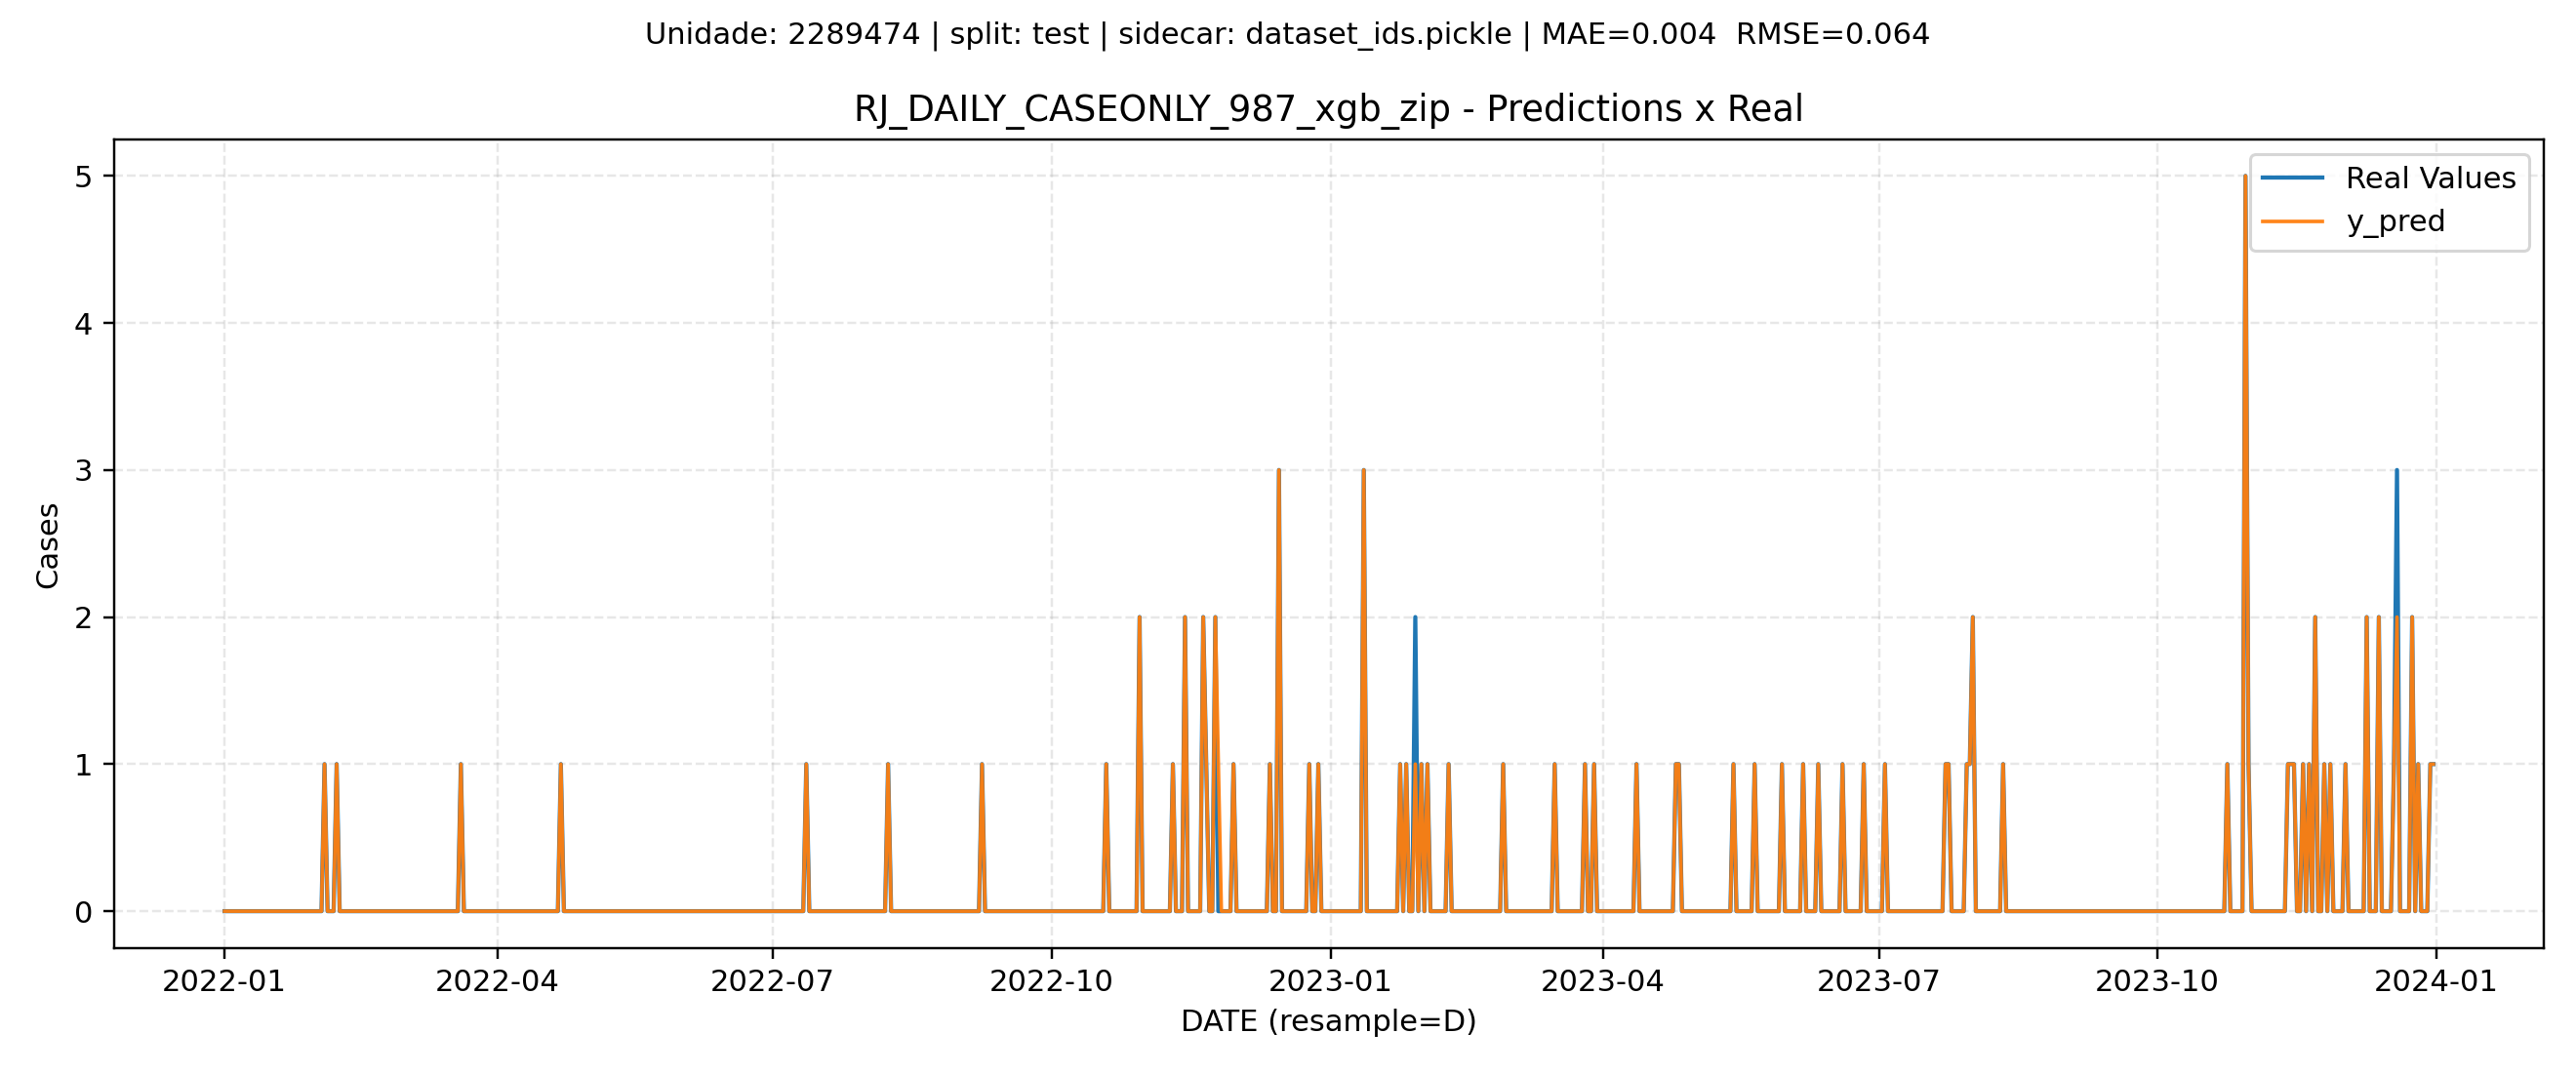 Unidade: 2289474 | split: test | sidecar: dataset_ids.pickle | MAE=0.004  RMSE=0.064
RJ_DAILY_CASEONLY_987_xgb_zip - Predictions x Real
Real Values
y_pred
5
4
3
2
1
0
Cases
2022-01 2022-04 2022-07 2022-10 2023-01 2023-04 2023-07 2023-10 2024-01
DATE (resample=D)